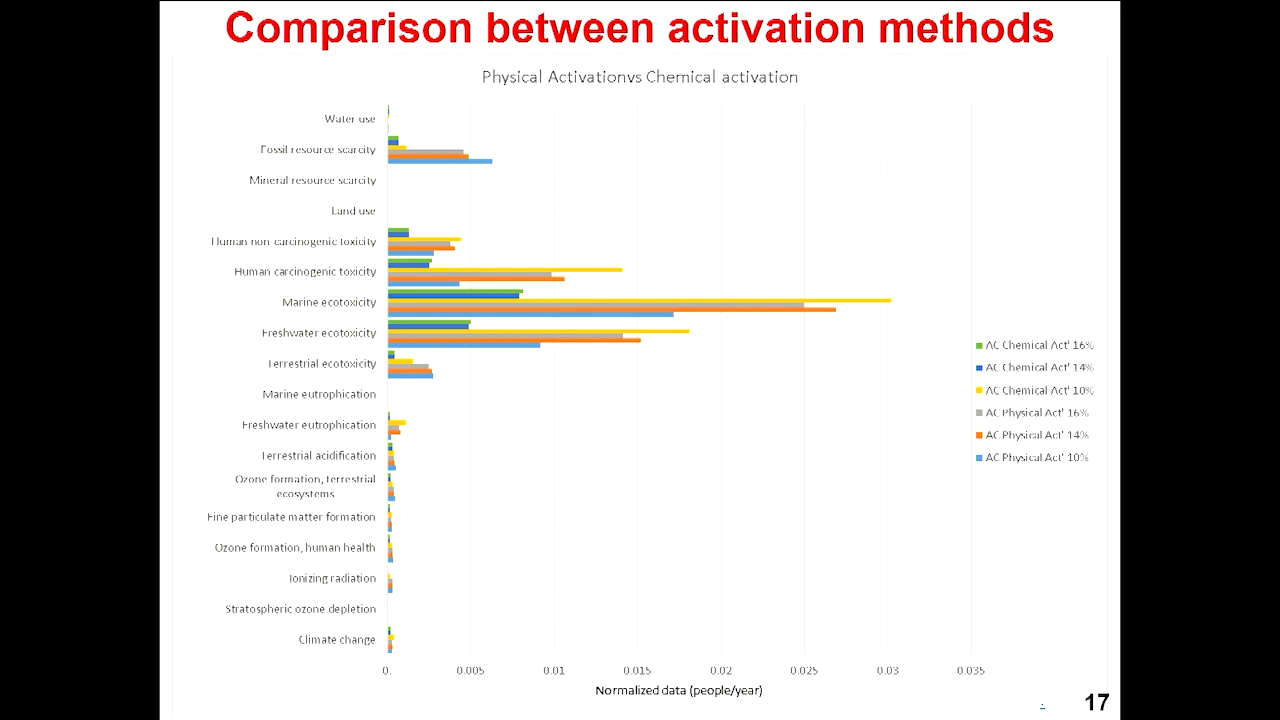 Comparison between activation methods
Physical Activationvs Chemical activation
Water use
Fossil resource scarcity
Mineral resource scarcity
Land use
Human non-carcinogenic toxicity
Human carcinogenic toxicity
Marine ecotoxicity
Freshwater ecotoxicity
Terrestrial ecotoxicity
Marine eutrophication
Freshwater eutrophication
Terrestrial acidification
Ozone formation, terrestrial
ecosystems
Fine particulate matter formation
Ozone formation, human health
Ionizing radiation
Stratospheric ozone depletion
Climate change
AC Chemical Act' 16%
AC Chemical Act' 14%
AC Chemical Act' 10%
AC Physical Act' 16%
AC Physical Act' 14%
AC Physical Act' 10%
0. 0.005 0.01 0.015 0.02 0.025 0.03 0.035
Normalized data (people/year)
17